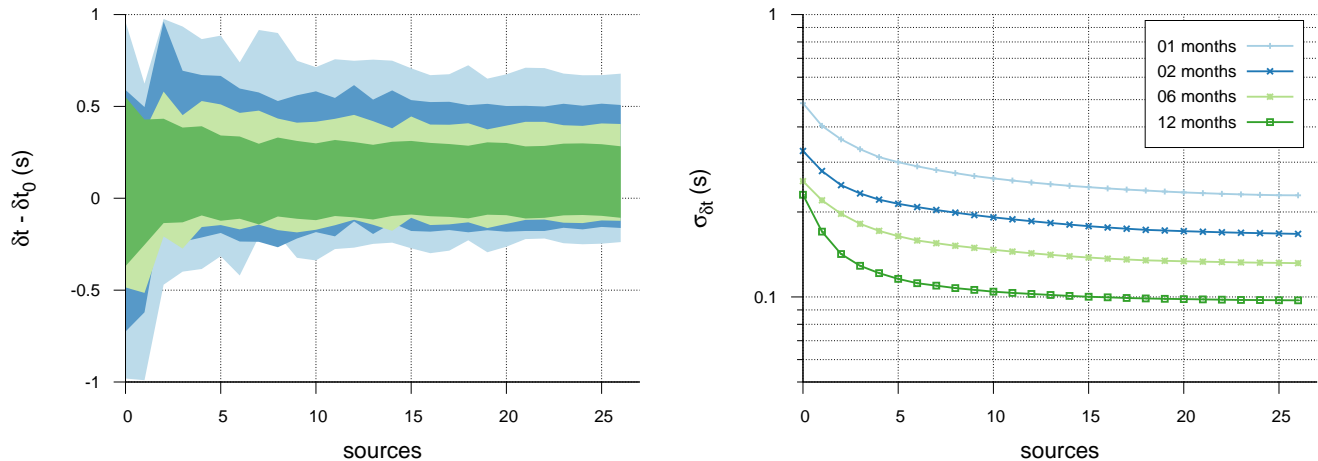 1
0.5
0
-0.5
-1
0 5 10 15 20 25
sources
δt - δt₀ (s)
1
0.1
0 5 10 15 20 25
sources
σδt (s)
01 months
02 months
06 months
12 months